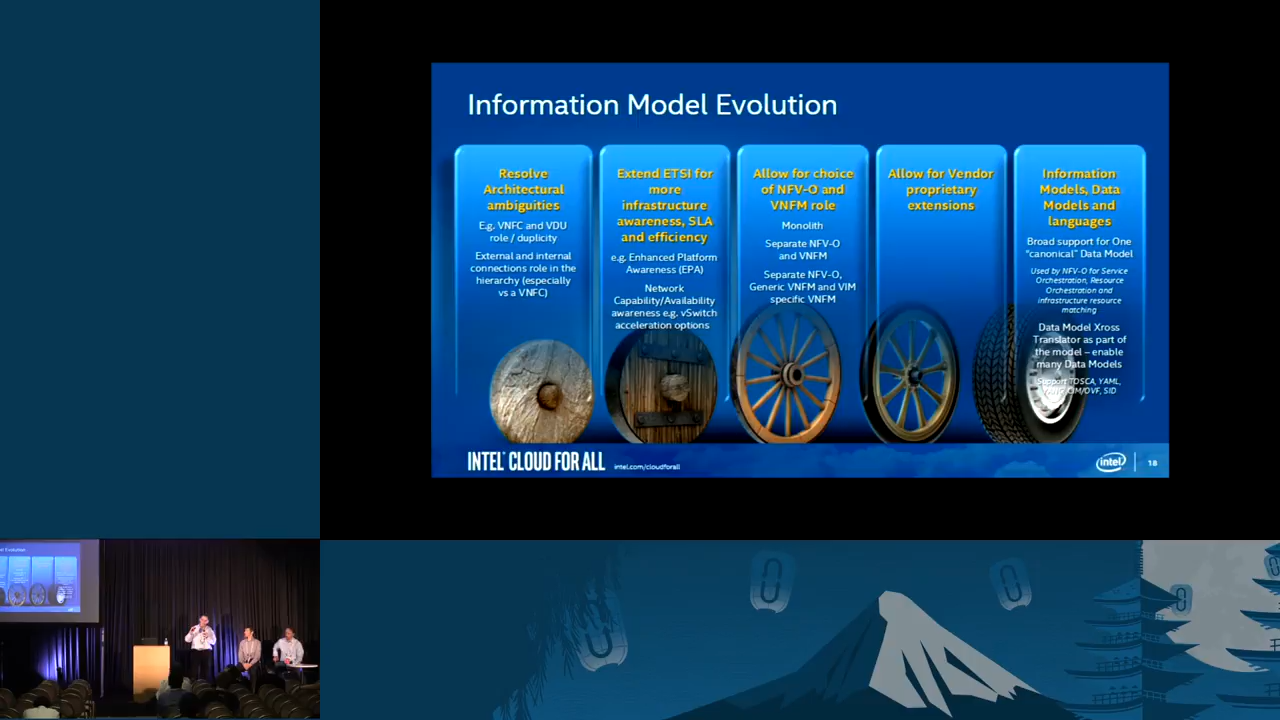 Information Model Evolution
Resolve
Architectural
ambiguities
E.g. VNFC and VDU
role / duplicity
External and internal
connections role in the
hierarchy (especially
vs a VNFC)
Extend ETSI for
more
infrastructure
awareness, SLA
and efficiency
e.g. Enhanced Platform
Awareness (EPA)
Network
Capability/Availability
awareness e.g. vSwitch
acceleration options
Allow for choice
of NFV-O and
VNFM role
Monolith
Separate NFV-O
and VNFM
Separate NFV-O,
Generic VNFM and VIM
specific VNFM
Allow for Vendor
proprietary
extensions
Information
Models, Data
Models and
languages
Broad support for One
"canonical" Data Model
Used by NFV-O for Service
Orchestration, Resource
Orchestration and
infrastructure resource
matching
Data Model Xross
Translator as part of
the model – enable
many Data Models
Support TOSCA, YAML,
CIM/OVF, SID
INTEL CLOUD FOR ALL
intel.com/cloudforall
intel
18